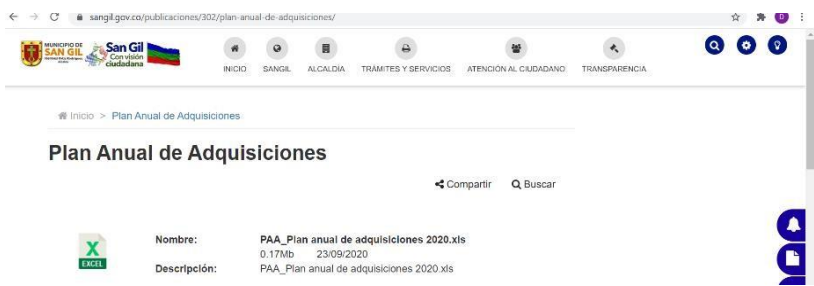 sangil.gov.co/publicaciones/302/plan-anual-de-adquisiciones/
D
MUNICIPIO DE
SAN GIL
San Gil
Con visión
ciudadana
INICIO SANGIL ALCALDÍA TRÁMITES Y SERVICIOS ATENCIÓN AL CIUDADANO TRANSPARENCIA
Inicio > Plan Anual de Adquisiciones
Plan Anual de Adquisiciones
Compartir Buscar
Nombre: PAA_Plan anual de adquisiciones 2020.xls
0.17Mb 23/09/2020
X
EXCEL
Descripción: PAA_Plan anual de adquisiciones 2020.xls